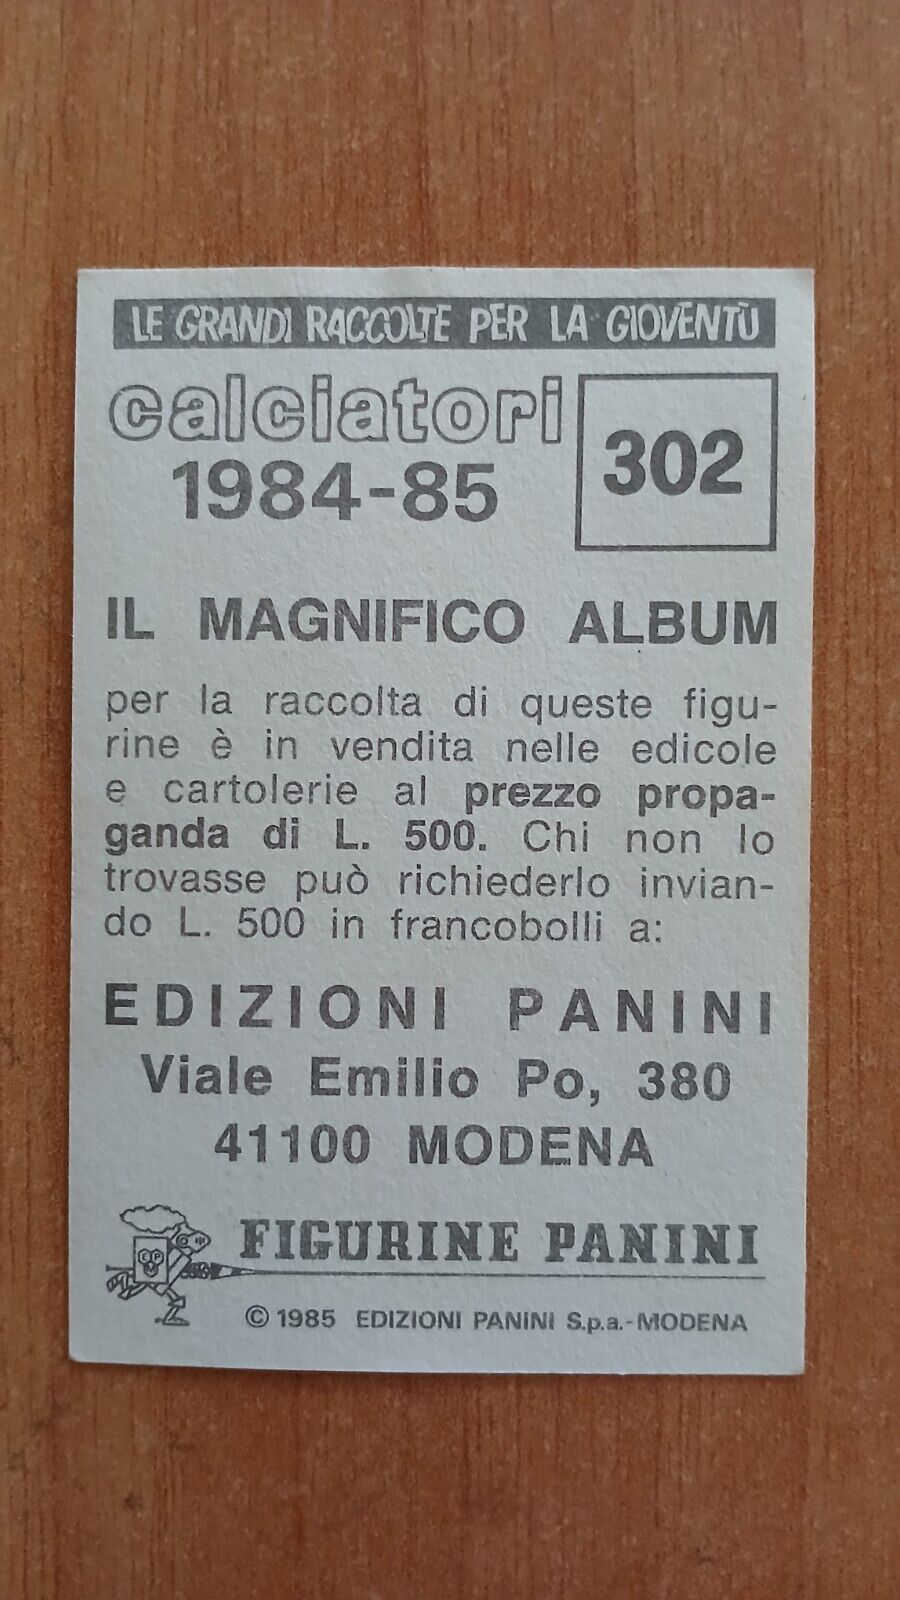 LE GRANDI RACCOLTE PER LA GIOVENTÙ
calciatori
1984-85
302
IL MAGNIFICO ALBUM
per la raccolta di queste figu-
rine è in vendita nelle edicole
e cartolerie al prezzo propa-
ganda di L. 500. Chi non lo
trovasse può richiederlo invian-
do L. 500 in francobolli a:
EDIZIONI PANINI
Viale Emilio Po, 380
41100 MODENA
FIGURINE PANINI
© 1985 EDIZIONI PANINI S.p.a.-MODENA